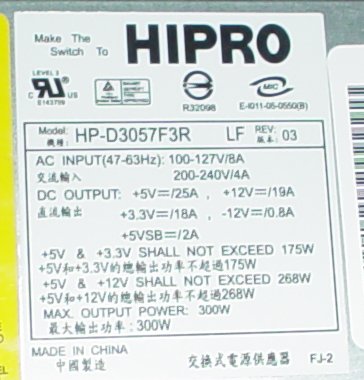 Make The
Switch To HIPRO
LEVEL 3
C UR US
E143709
R32098
MIC
E-I011-05-0550(B)
Model: HP-D3057F3R LF REV: 03
機種: 版本:
AC INPUT(47-63Hz): 100-127V/8A
交流輸入 200-240V/4A
DC OUTPUT: +5V⎓/25A , +12V⎓/19A
直流輸出 +3.3V⎓/18A , -12V⎓/0.8A
+5VSB⎓/2A
+5V & +3.3V SHALL NOT EXCEED 175W
+5V和+3.3V的總輸出功率不超過175W
+5V & +12V SHALL NOT EXCEED 268W
+5V和+12V的總輸出功率不超過268W
MAX. OUTPUT POWER: 300W
最大輸出功率: 300W
MADE IN CHINA
中國製造 交換式電源供應器 FJ-2